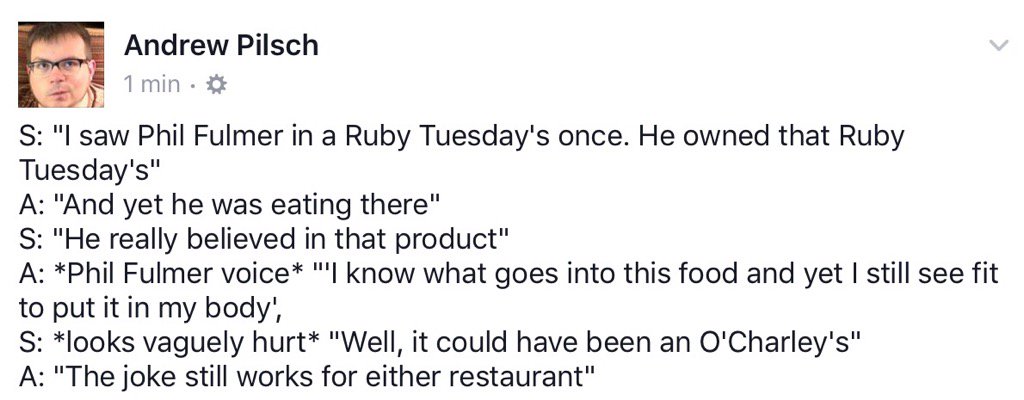 Andrew Pilsch
1 min ·
S: "I saw Phil Fulmer in a Ruby Tuesday's once. He owned that Ruby
Tuesday's"
A: "And yet he was eating there"
S: "He really believed in that product"
A: *Phil Fulmer voice* "'I know what goes into this food and yet I still see fit
to put it in my body',
S: *looks vaguely hurt* "Well, it could have been an O'Charley's"
A: "The joke still works for either restaurant"